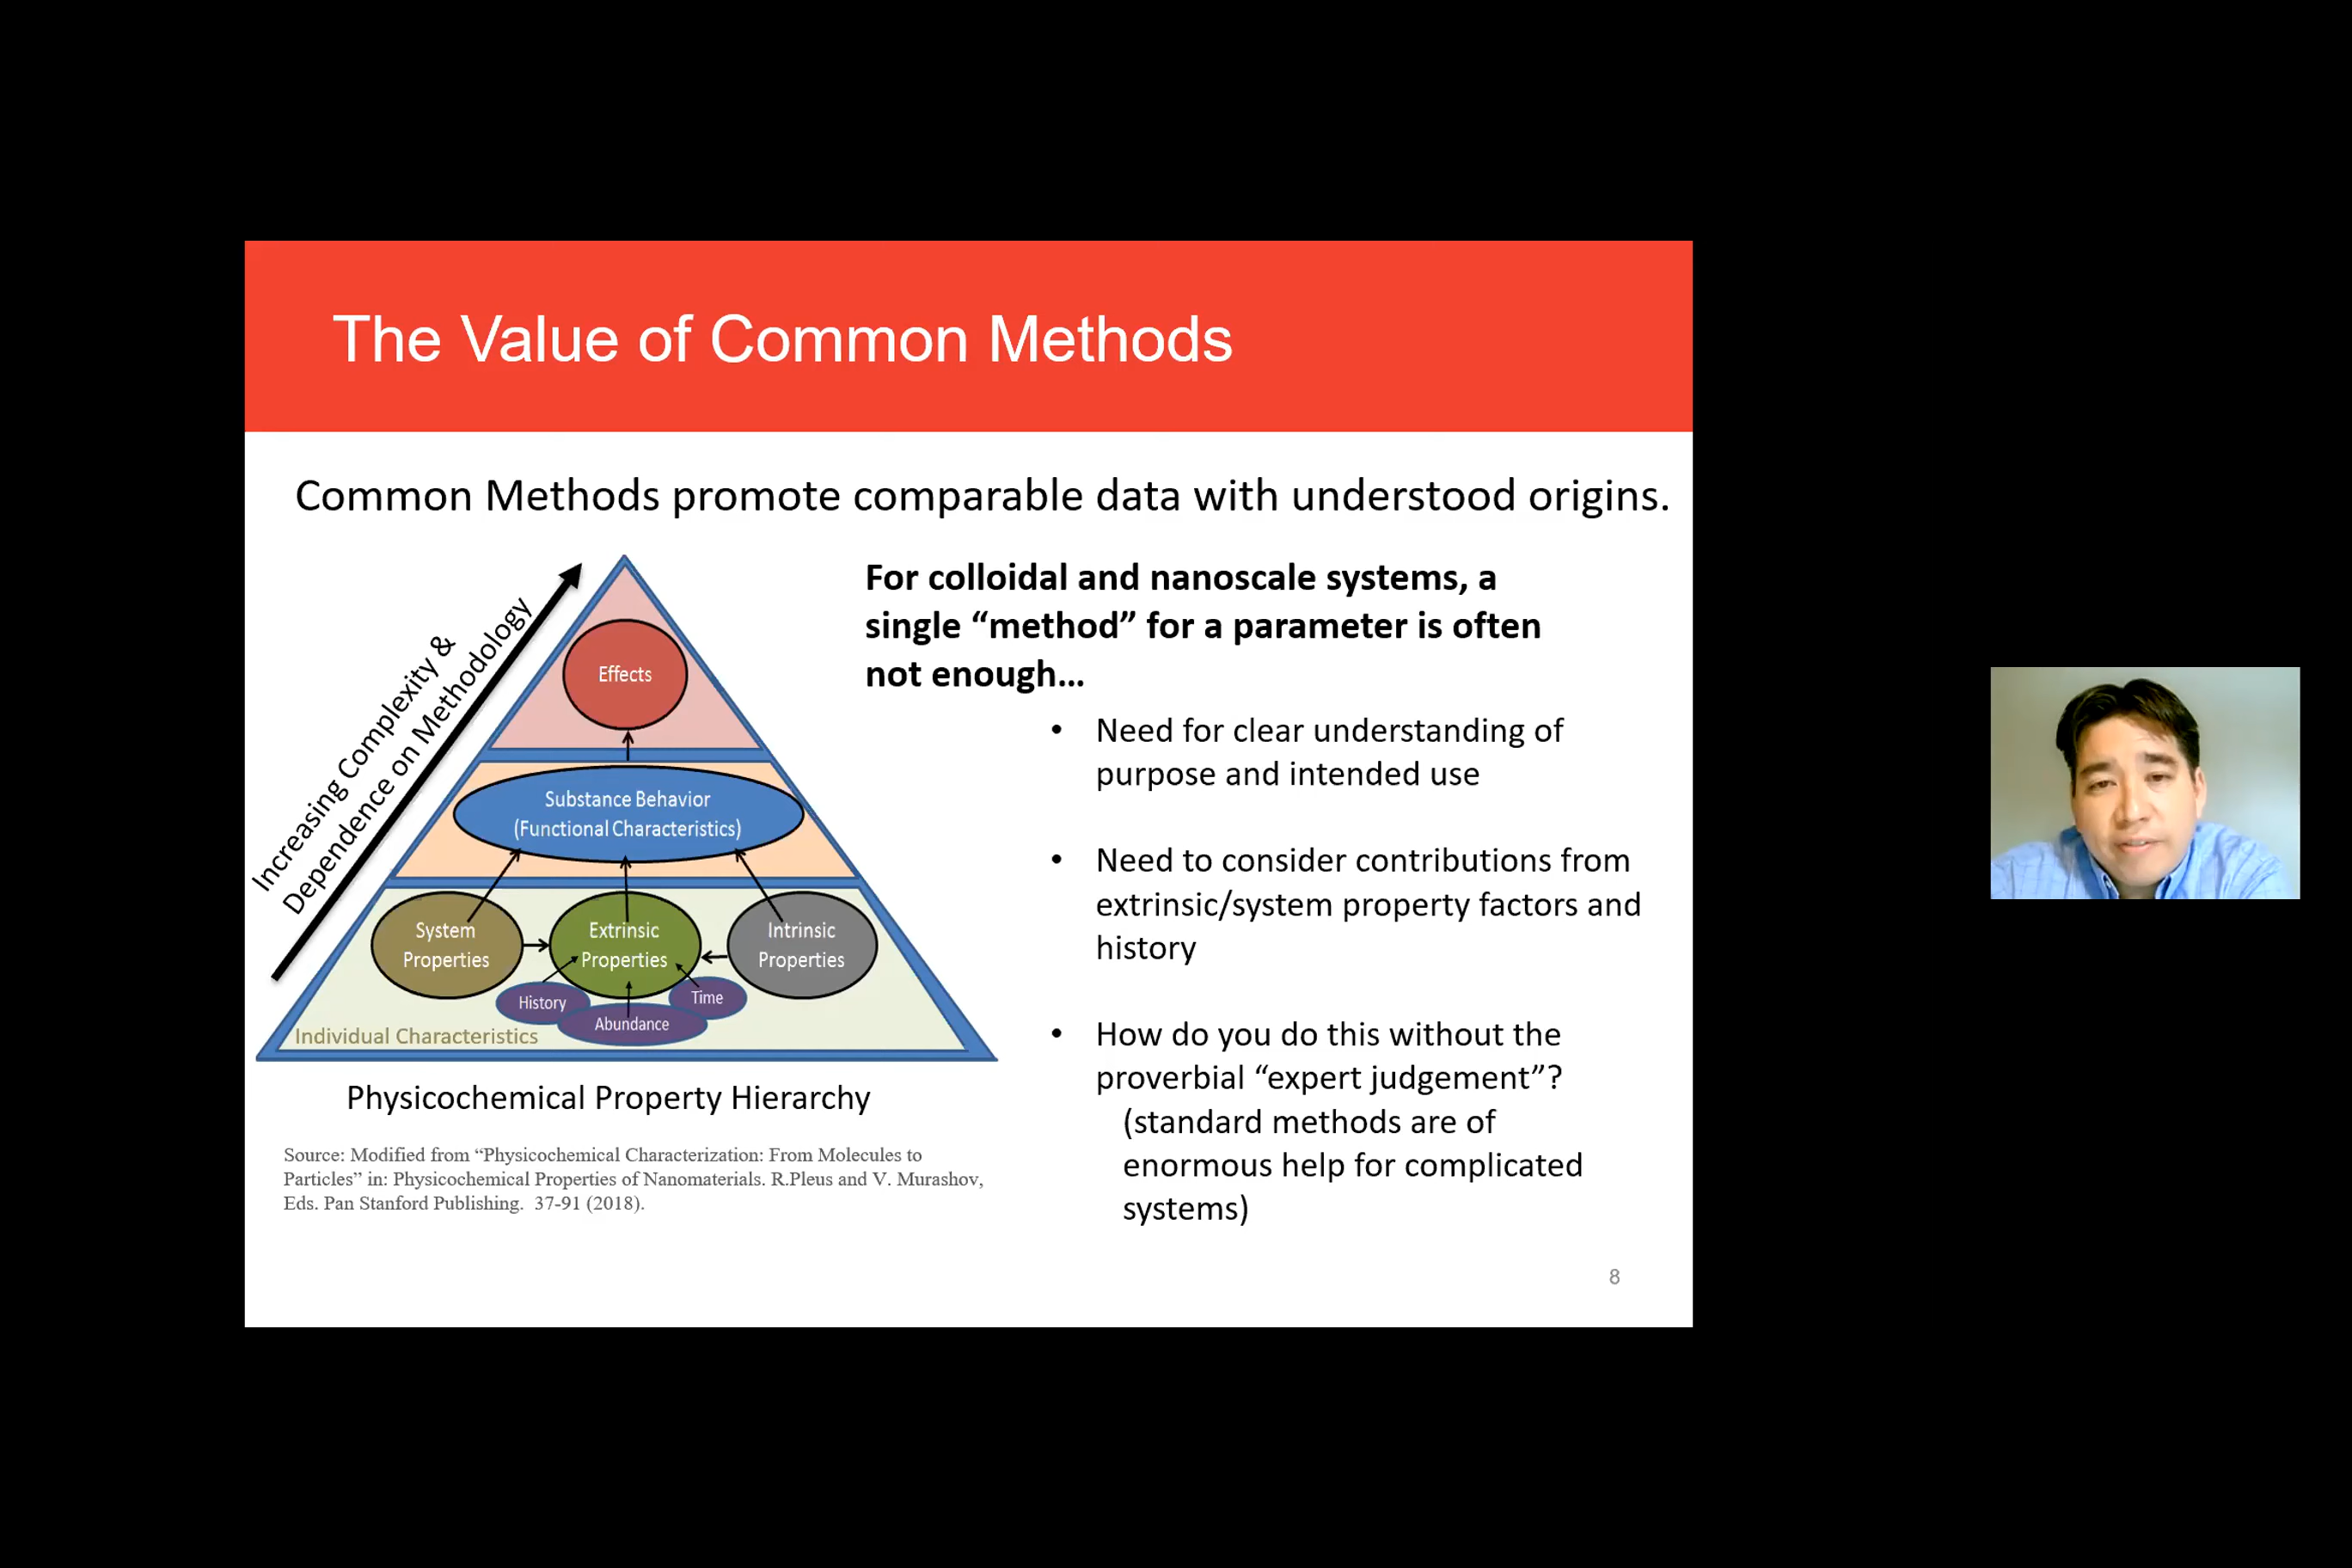 The Value of Common Methods
Common Methods promote comparable data with understood origins.
Increasing Complexity &
Dependence on Methodology
Effects
Substance Behavior
(Functional Characteristics)
System
Properties
Extrinsic
Properties
Intrinsic
Properties
History
Time
Abundance
Individual Characteristics
Physicochemical Property Hierarchy
Source: Modified from “Physicochemical Characterization: From Molecules to
Particles” in: Physicochemical Properties of Nanomaterials. R.Pleus and V. Murashov,
Eds. Pan Stanford Publishing. 37-91 (2018).
For colloidal and nanoscale systems, a
single “method” for a parameter is often
not enough…
• Need for clear understanding of
purpose and intended use
• Need to consider contributions from
extrinsic/system property factors and
history
• How do you do this without the
proverbial “expert judgement”?
(standard methods are of
enormous help for complicated
systems)
8